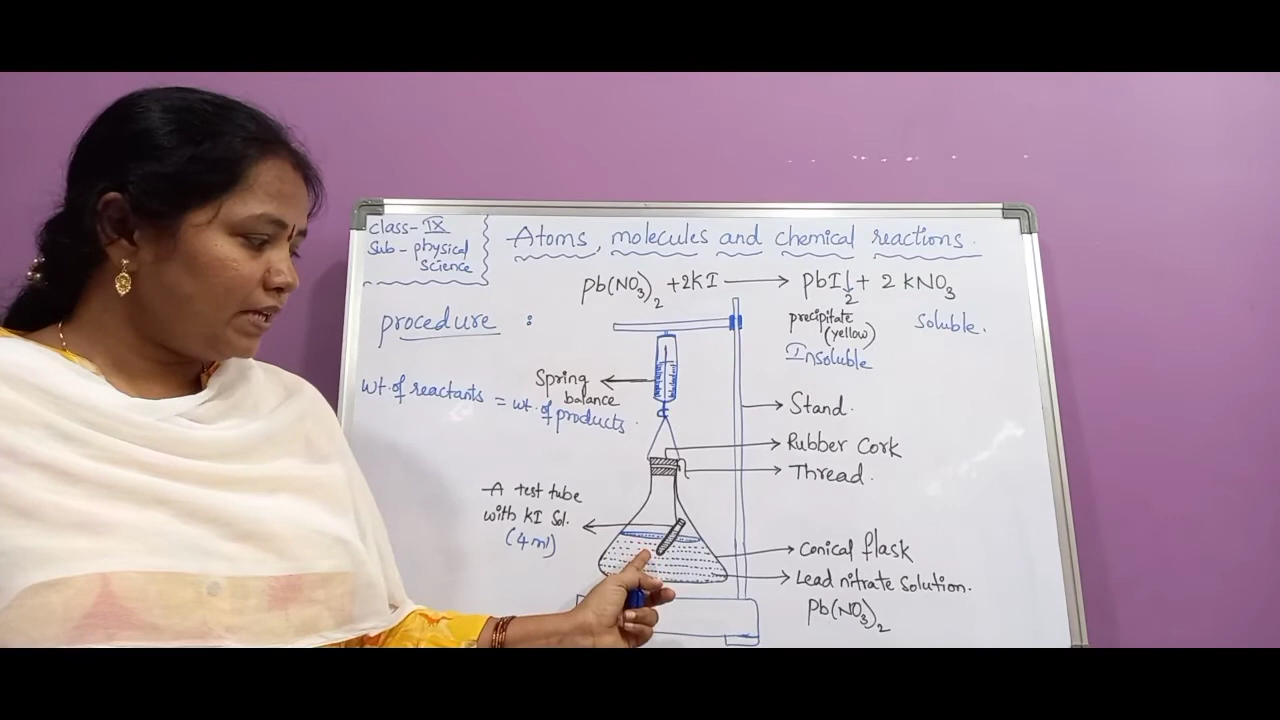 class- IX
Sub - physical
Science
Atoms, molecules and chemical reactions.
Pb(NO3)2 + 2KI ⟶ PbI2↓ + 2 KNO3
precipitate
(yellow)
Soluble.
Insoluble
procedure :
wt. of reactants = wt. of products.
Spring
balance
Stand.
Rubber Cork
Thread.
A test tube
with KI Sol.
(4 ml)
Conical flask
Lead nitrate Solution.
Pb(NO3)2